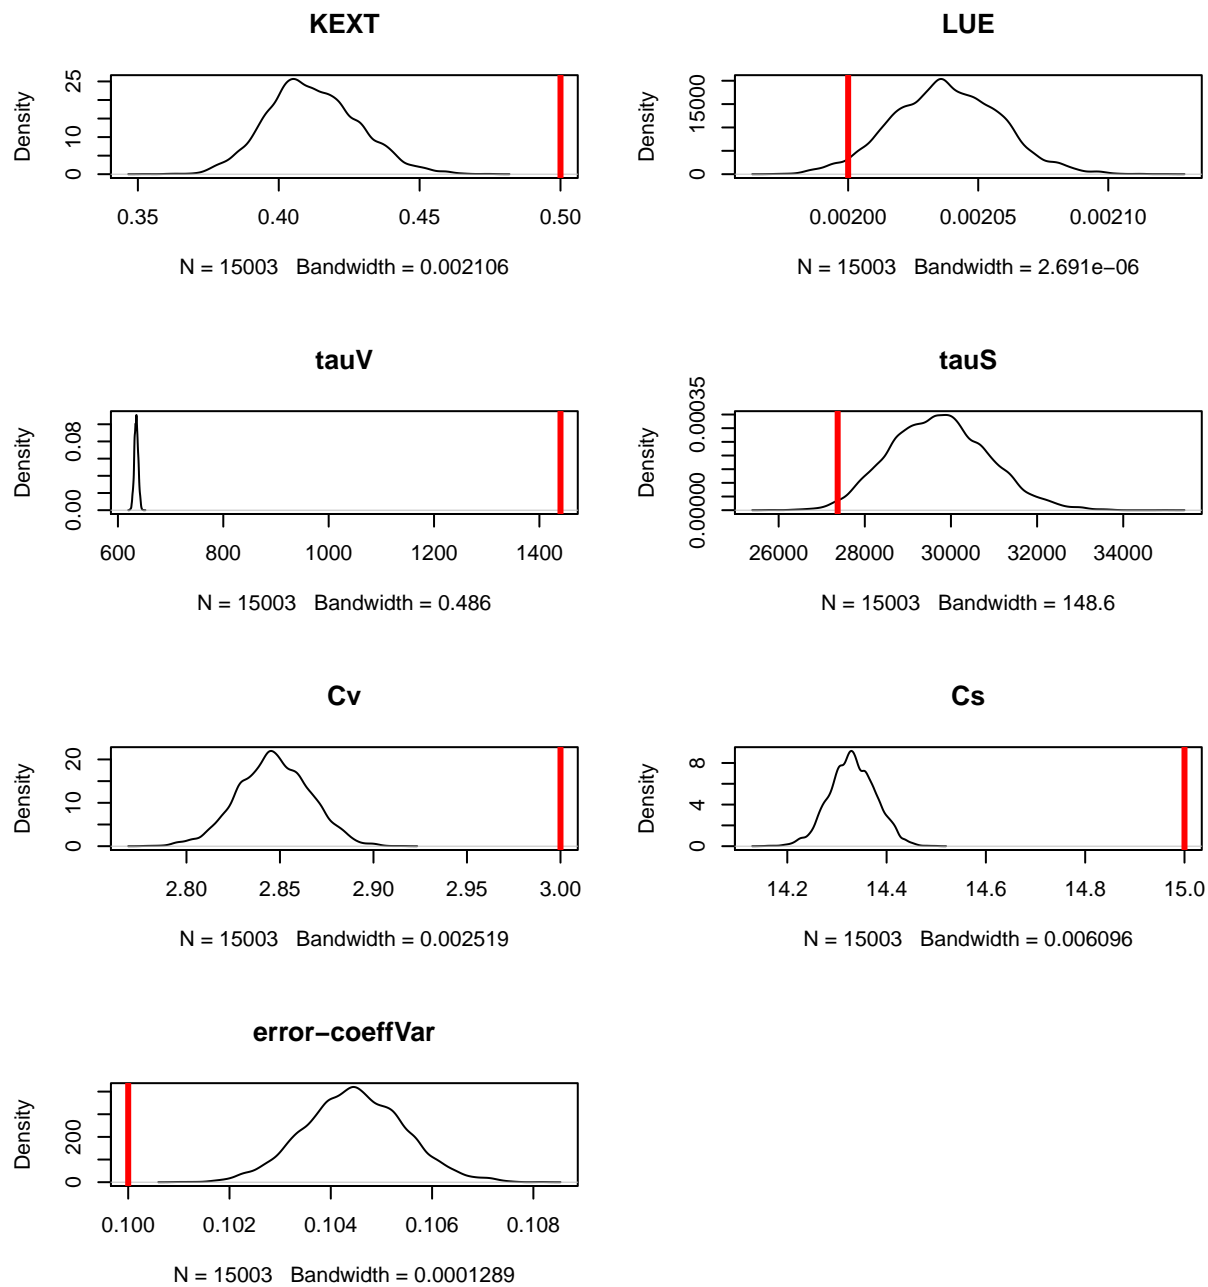 KEXT
Density
0 10 25
0.35 0.40 0.45 0.50
N = 15003 Bandwidth = 0.002106
LUE
Density
0 15000
0.00200 0.00205 0.00210
N = 15003 Bandwidth = 2.691e−06
tauV
Density
0.00 0.08
600 800 1000 1200 1400
N = 15003 Bandwidth = 0.486
tauS
Density
0.00000 0.00035
26000 28000 30000 32000 34000
N = 15003 Bandwidth = 148.6
Cv
Density
0 10 20
2.80 2.85 2.90 2.95 3.00
N = 15003 Bandwidth = 0.002519
Cs
Density
0 4 8
14.2 14.4 14.6 14.8 15.0
N = 15003 Bandwidth = 0.006096
error−coeffVar
Density
0 200
0.100 0.102 0.104 0.106 0.108
N = 15003 Bandwidth = 0.0001289